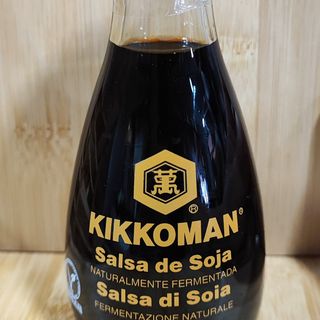 萬
®
KIKKOMAN®
Salsa de Soja
NATURALMENTE FERMENTADA
Salsa di Soia
FERMENTAZIONE NATURALE